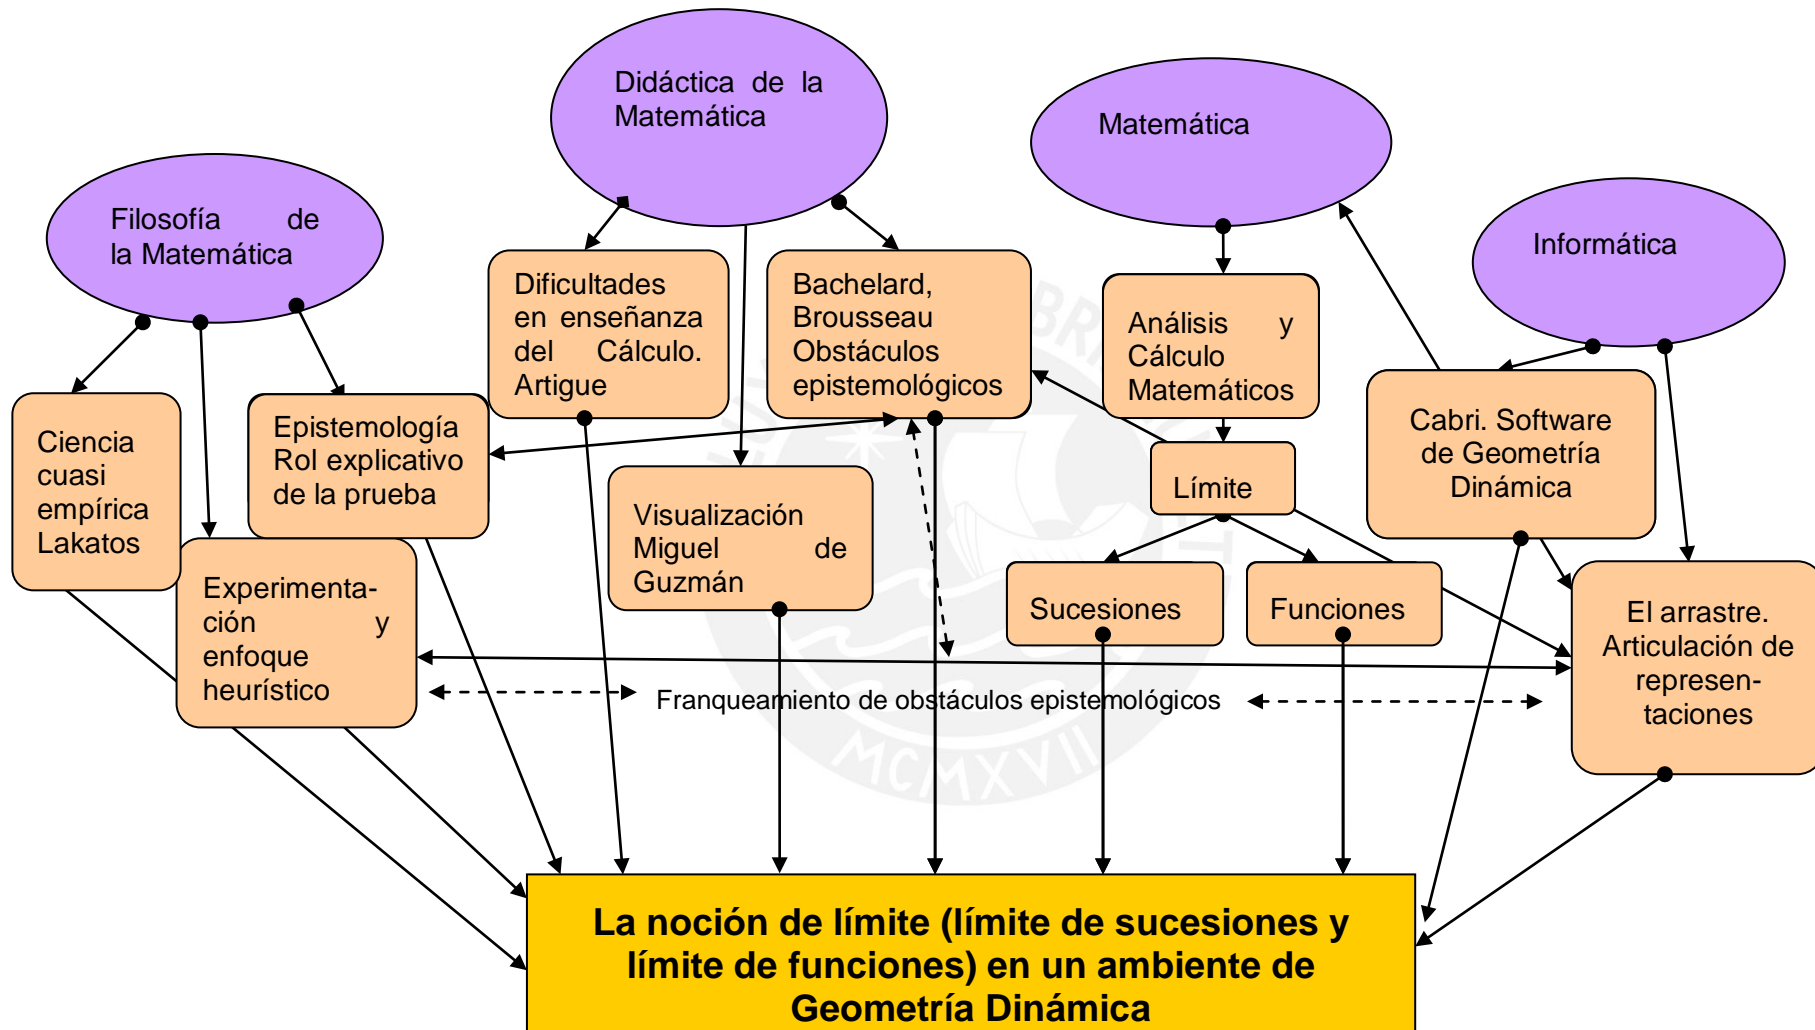 Didáctica de la
Matemática
Matemática
Filosofía de
la Matemática
Informática
Dificultades
en enseñanza
del Cálculo.
Artigue
Bachelard,
Brousseau
Obstáculos
epistemológicos
Análisis y
Cálculo
Matemáticos
Ciencia
cuasi
empírica
Lakatos
Epistemología
Rol explicativo
de la prueba
Cabri. Software
de Geometría
Dinámica
Límite
Visualización
Miguel de
Guzmán
Experimenta-
ción y
enfoque
heurístico
Sucesiones
Funciones
El arrastre.
Articulación de
represen-
taciones
Franqueamiento de obstáculos epistemológicos
MCMXVII
La noción de límite (límite de sucesiones y
límite de funciones) en un ambiente de
Geometría Dinámica